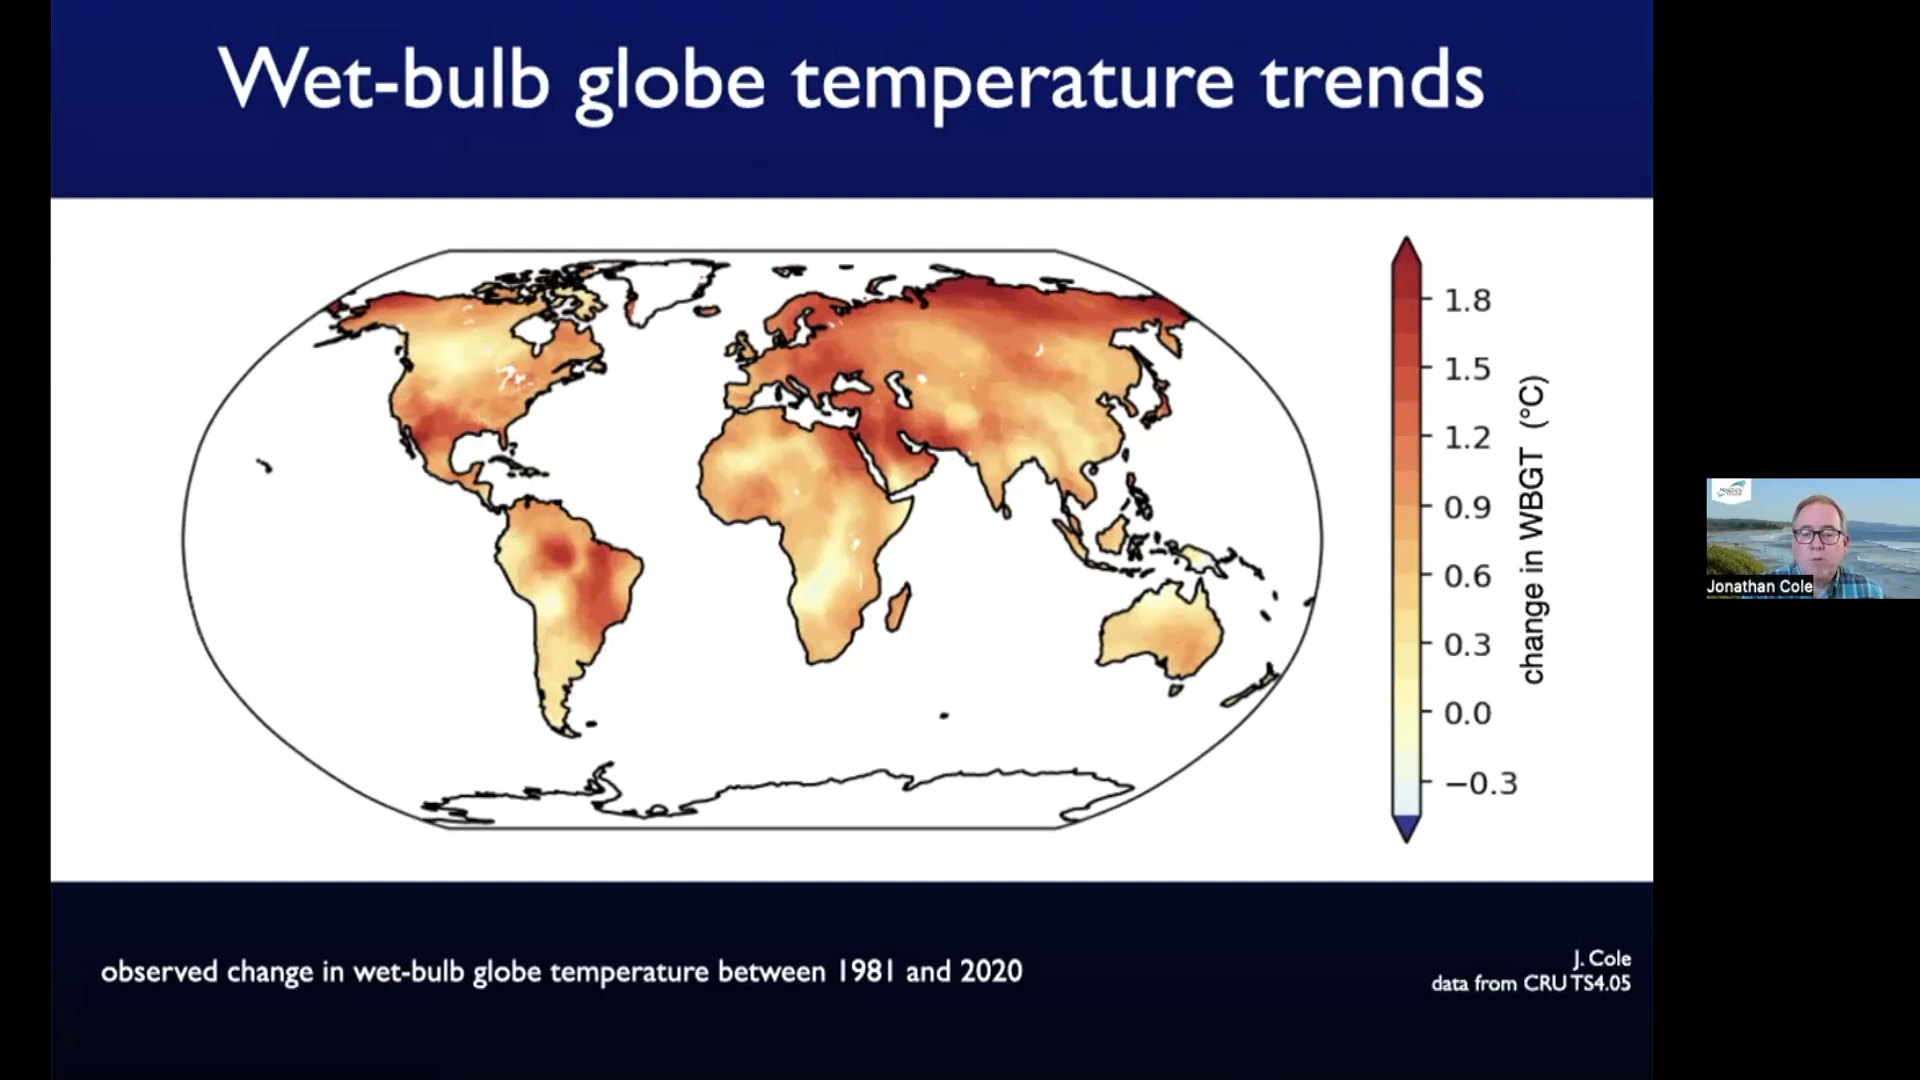 Wet-bulb globe temperature trends
1.8
1.5
1.2
0.9
0.6
0.3
0.0
−0.3
change in WBGT (°C)
Jonathan Cole
observed change in wet-bulb globe temperature between 1981 and 2020
J. Cole
data from CRU TS4.05